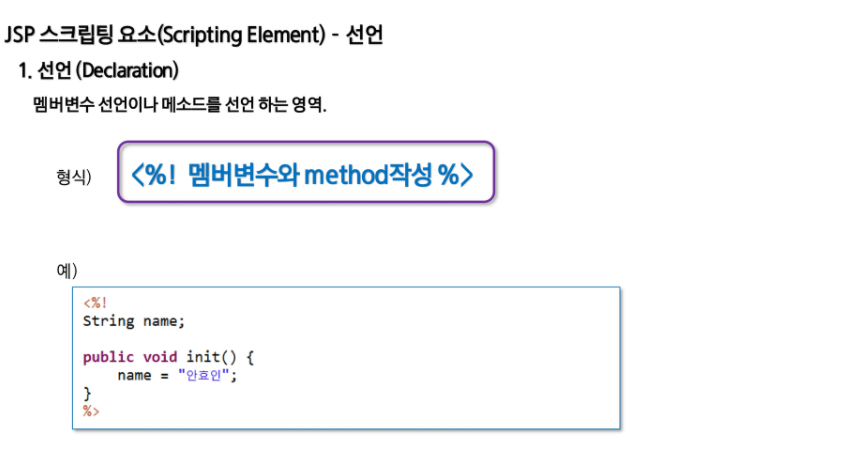 JSP 스크립팅 요소(Scripting Element) - 선언
1. 선언 (Declaration)
멤버변수 선언이나 메소드를 선언 하는 영역.
형식) <%! 멤버변수와 method작성 %>
예)
<%!
String name;
public void init() {
name = "안효인";
}
%>